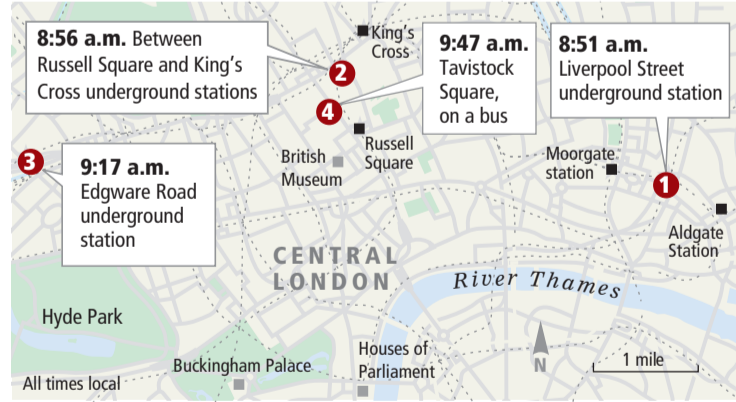 8:56 a.m. Between
Russell Square and King's
Cross underground stations
King's
Cross
9:47 a.m.
Tavistock
Square,
on a bus
8:51 a.m.
Liverpool Street
underground station
2
4
3
9:17 a.m.
Edgware Road
underground
station
British
Museum
Russell
Square
Moorgate
station
1
Aldgate
Station
CENTRAL
LONDON
River Thames
Hyde Park
Buckingham Palace
Houses of
Parliament
N
1 mile
All times local